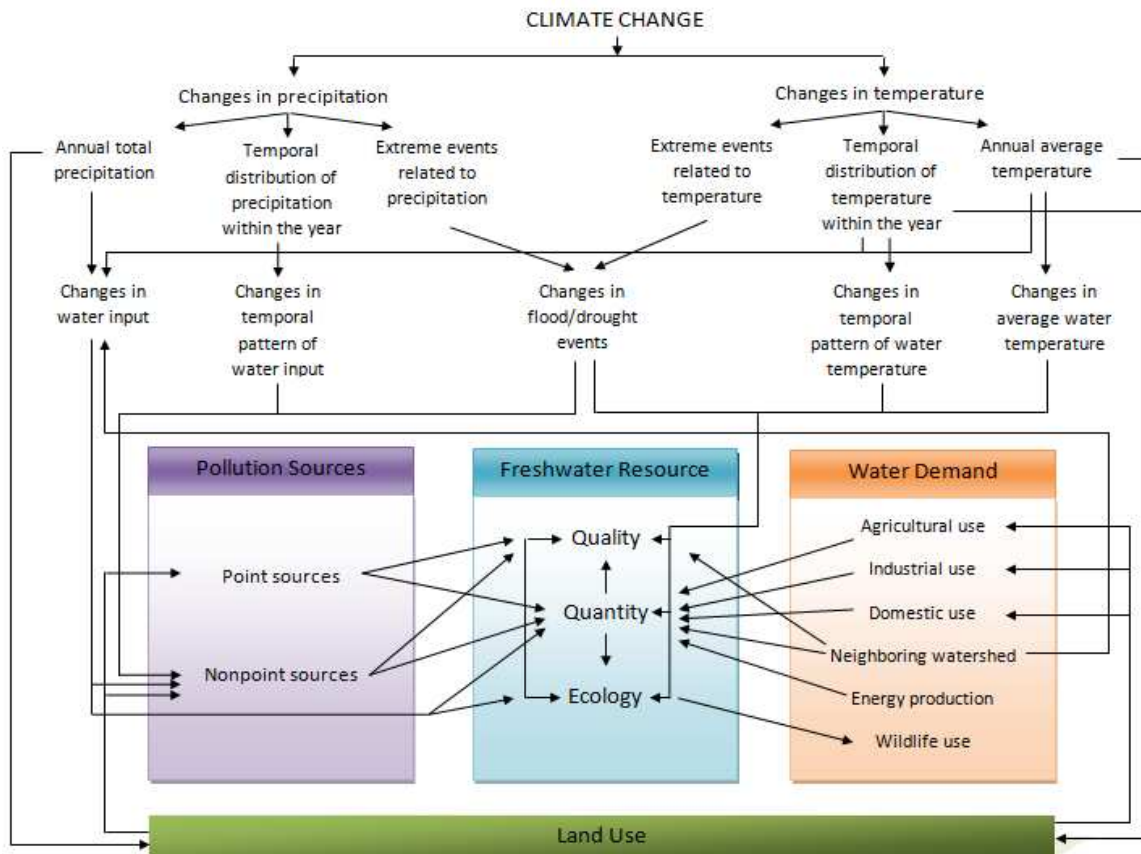 CLIMATE CHANGE
Changes in precipitation
Changes in temperature
Annual total
precipitation
Temporal
distribution of
precipitation
within the year
Extreme events
related to
precipitation
Extreme events
related to
temperature
Temporal
distribution of
temperature
within the year
Annual average
temperature
Changes in
water input
Changes in
temporal
pattern of
water input
Changes in
flood/drought
events
Changes in
temporal
pattern of water
temperature
Changes in
average water
temperature
Pollution Sources
Point sources
Nonpoint sources
Freshwater Resource
Quality
Quantity
Ecology
Water Demand
Agricultural use
Industrial use
Domestic use
Neighboring watershed
Energy production
Wildlife use
Land Use